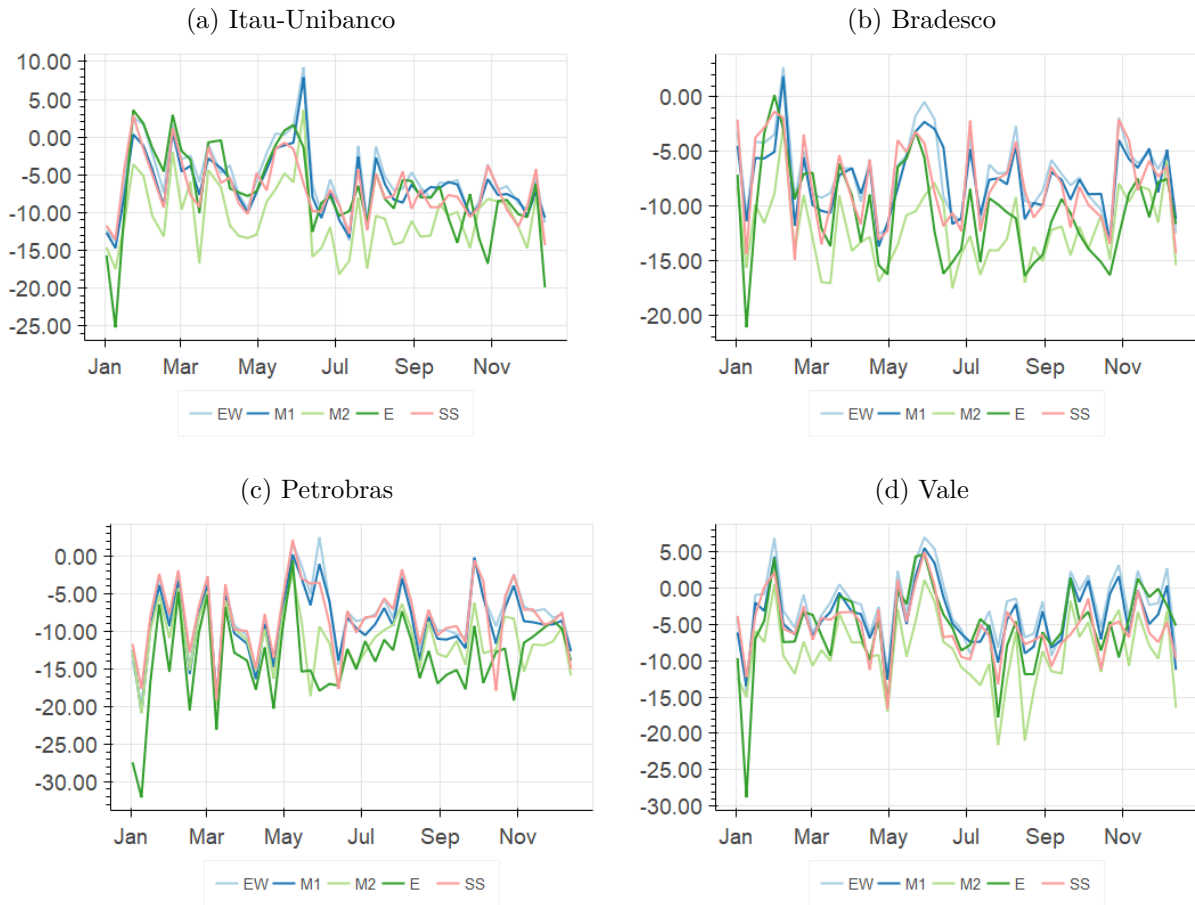 (a) Itau-Unibanco
10.00
5.00
0.00
-5.00
-10.00
-15.00
-20.00
-25.00
Jan Mar May Jul Sep Nov
EW M1 M2 E SS
(b) Bradesco
0.00
-5.00
-10.00
-15.00
-20.00
Jan Mar May Jul Sep Nov
EW M1 M2 E SS
(c) Petrobras
0.00
-5.00
-10.00
-15.00
-20.00
-25.00
-30.00
Jan Mar May Jul Sep Nov
EW M1 M2 E SS
(d) Vale
5.00
0.00
-5.00
-10.00
-15.00
-20.00
-25.00
-30.00
Jan Mar May Jul Sep Nov
EW M1 M2 E SS